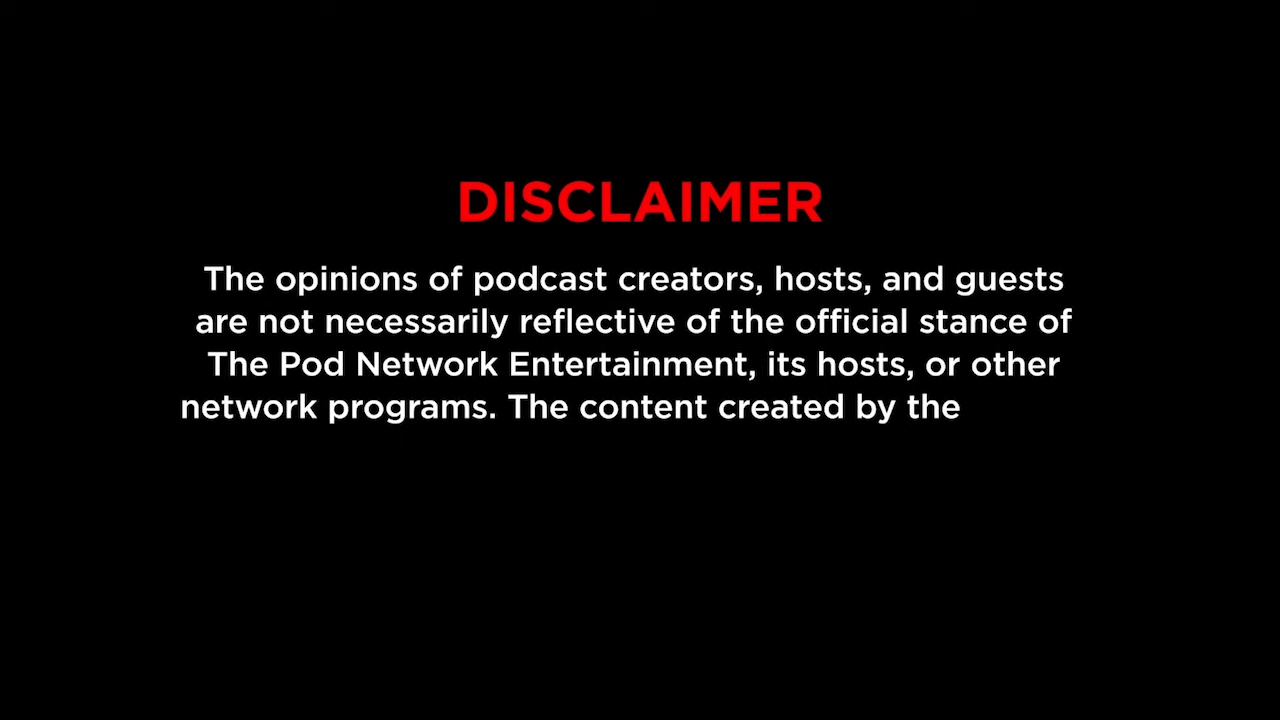 DISCLAIMER
The opinions of podcast creators, hosts, and guests
are not necessarily reflective of the official stance of
The Pod Network Entertainment, its hosts, or other
network programs. The content created by the